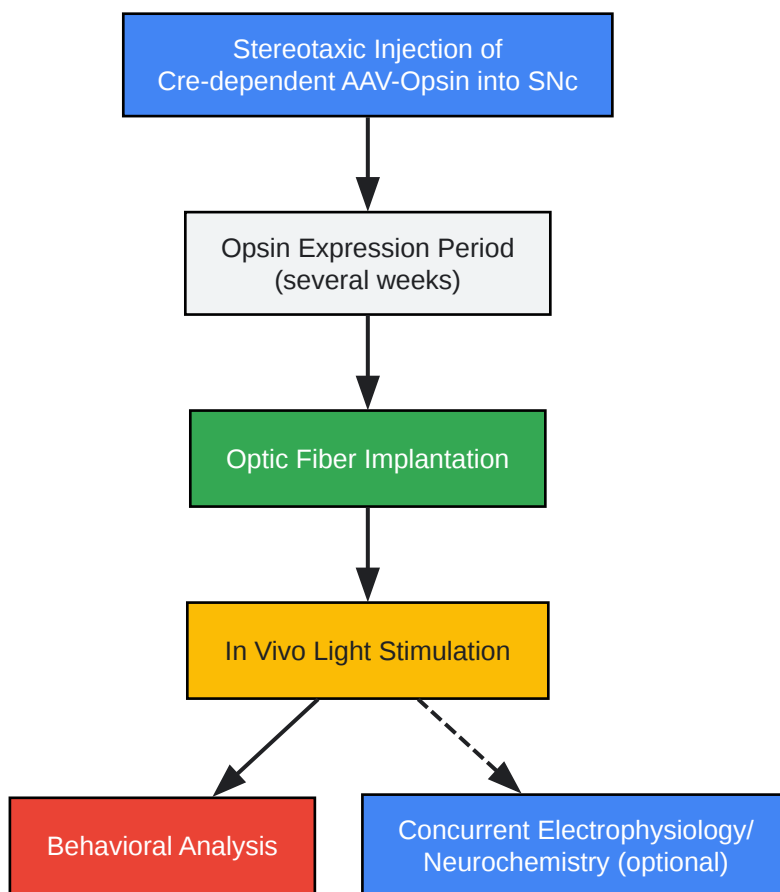 Stereotaxic Injection of
Cre-dependent AAV-Opsin into SNc
Opsin Expression Period
(several weeks)
Optic Fiber Implantation
In Vivo Light Stimulation
Behavioral Analysis
Concurrent Electrophysiology/
Neurochemistry (optional)